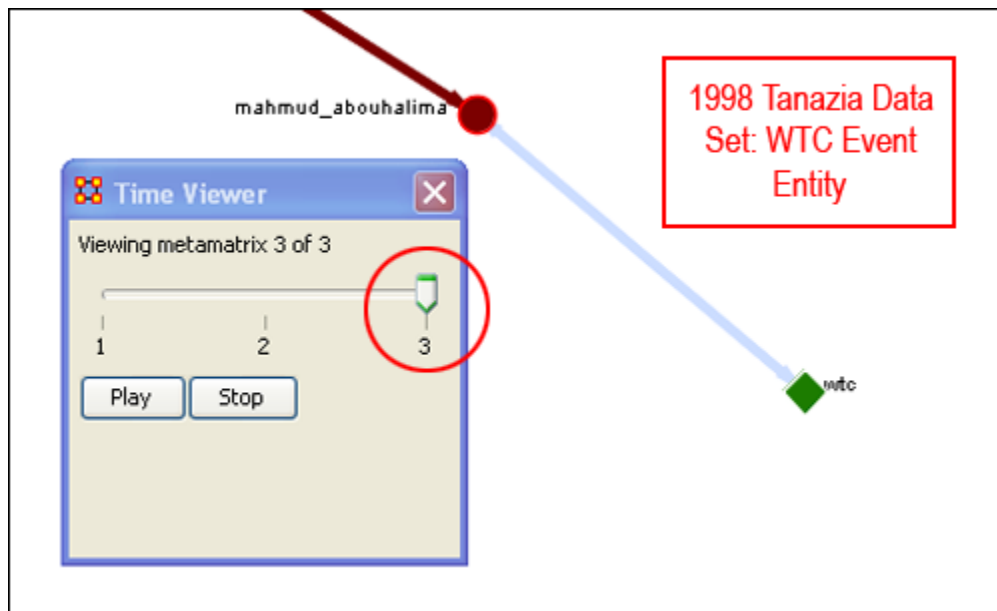 mahmud_abouhalima
1998 Tanazia Data
Set: WTC Event
Entity
Time Viewer
Viewing metamatrix 3 of 3
1
2
3
Play
Stop
wtc